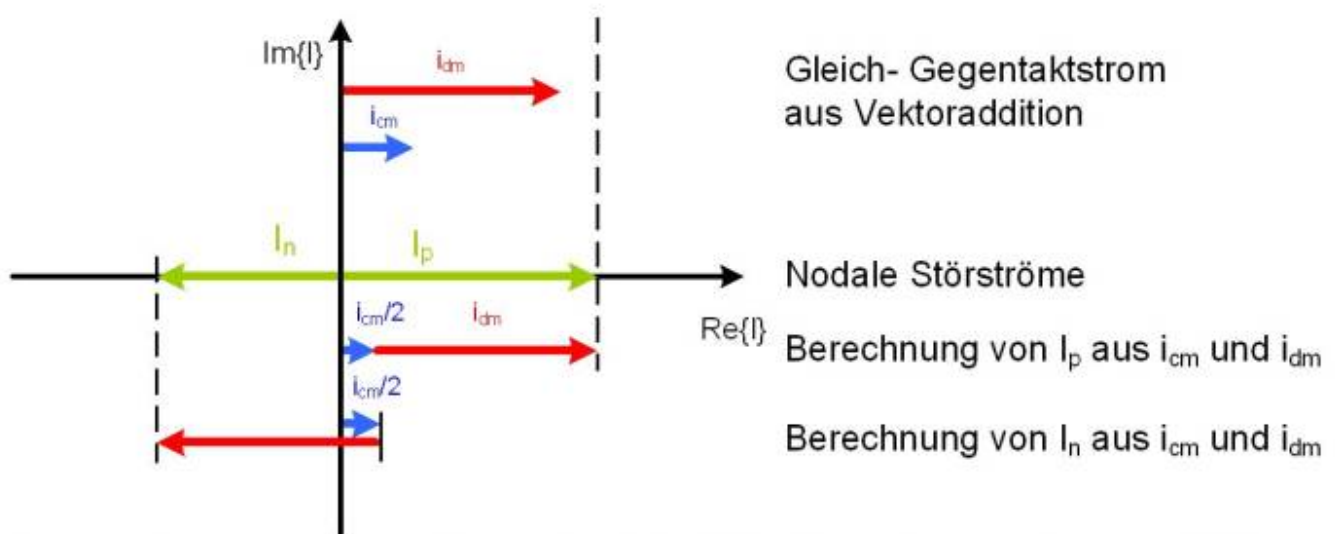 Im{I}
i_dm
i_cm
Gleich- Gegentaktstrom
aus Vektoraddition
I_n
I_p
Nodale Störströme
i_cm/2
i_dm
Re{I}
Berechnung von I_p aus i_cm und i_dm
i_cm/2
Berechnung von I_n aus i_cm und i_dm